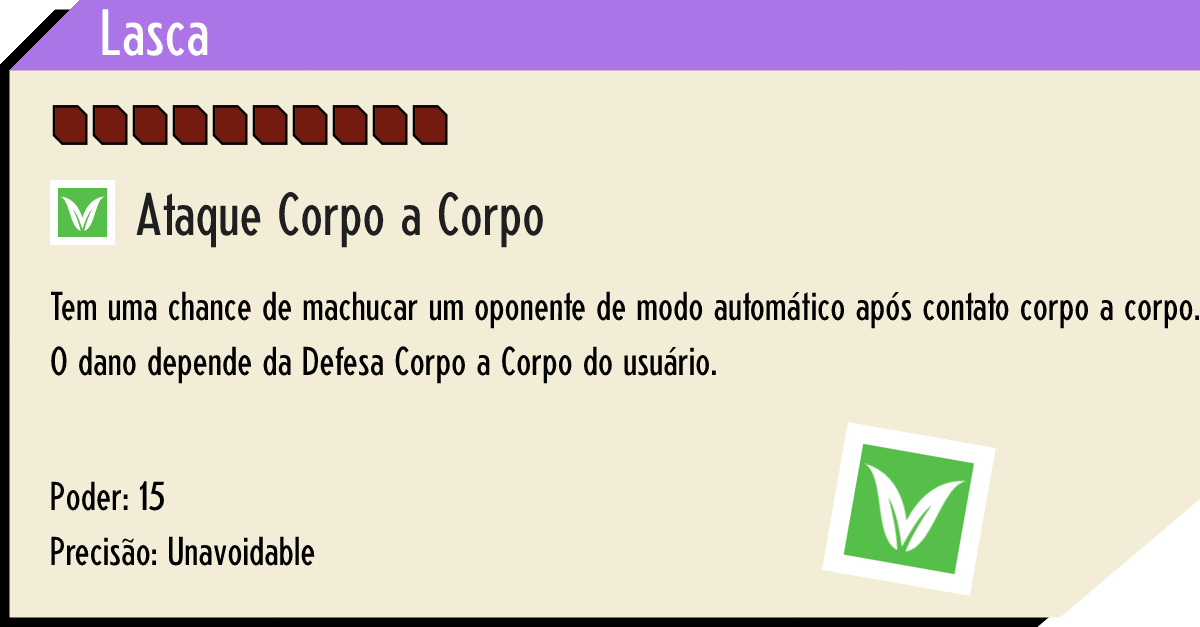 Lasca
Ataque Corpo a Corpo
Tem uma chance de machucar um oponente de modo automático após contato corpo a corpo.
O dano depende da Defesa Corpo a Corpo do usuário.
Poder: 15
Precisão: Unavoidable